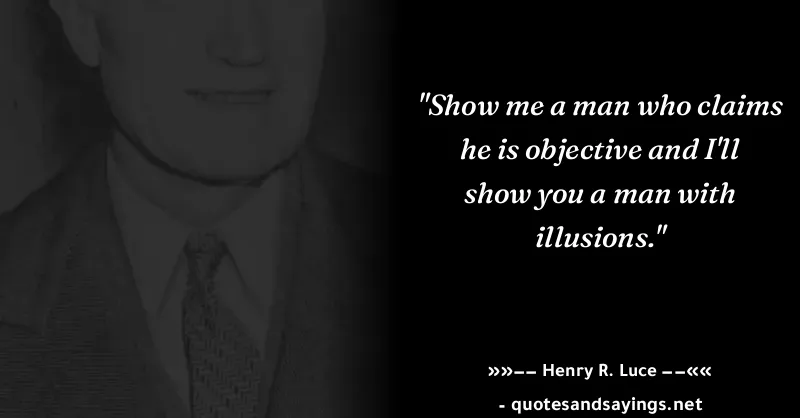 "Show me a man who claims
he is objective and I'll
show you a man with
illusions."
»»–– Henry R. Luce ––««
- quotesandsayings.net